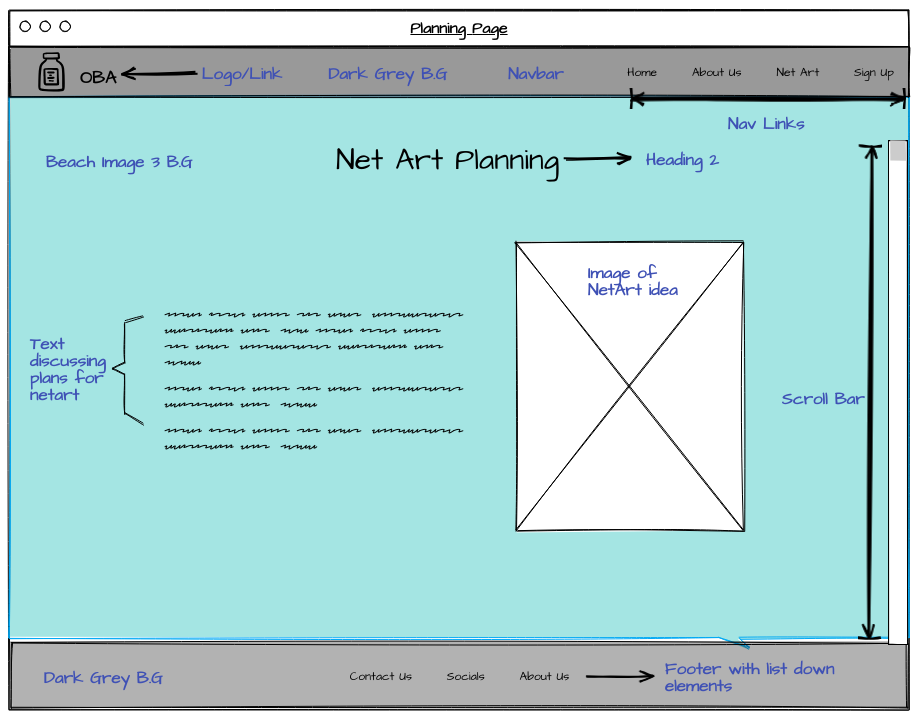 Planning Page
OBA
Logo/Link
Dark Grey B.G
Navbar
Home
About Us
Net Art
Sign Up
Nav Links
Beach Image 3 B.G
Net Art Planning
Heading 2
Image of
NetArt idea
Text
discussing
plans for
netart
Scroll Bar
Dark Grey B.G
Contact Us
Socials
About Us
Footer with list down
elements